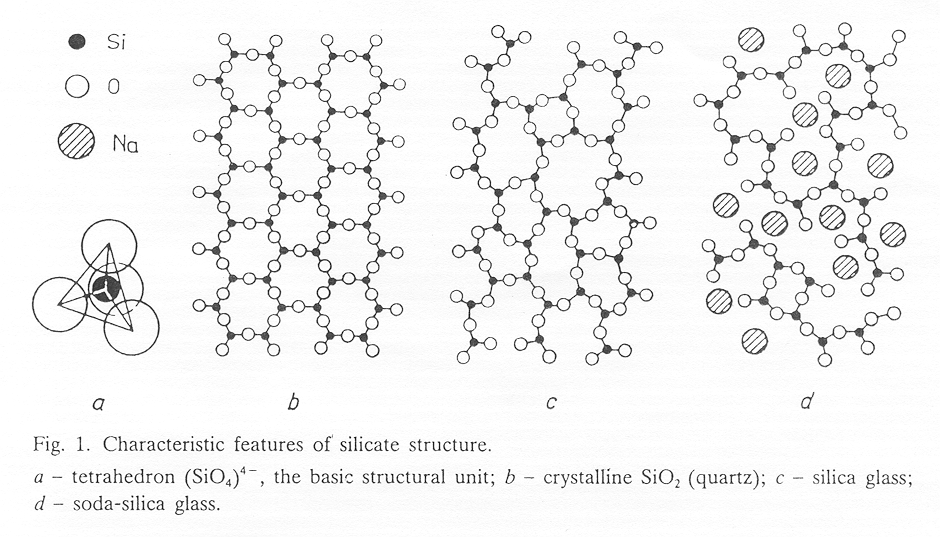 Si
O
Na
a b c d
Fig. 1. Characteristic features of silicate structure.
a – tetrahedron (SiO₄)⁴⁻, the basic structural unit; b – crystalline SiO₂ (quartz); c – silica glass;
d – soda-silica glass.